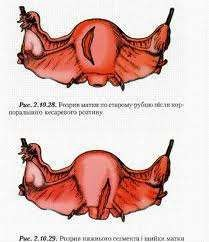 Рис. 2.10.28. Розрив матки по старому рубцю після кор-
порального кесаревого розтину.
Рис. 2.10.29. Розрив нижнього сегмента і шийки матки